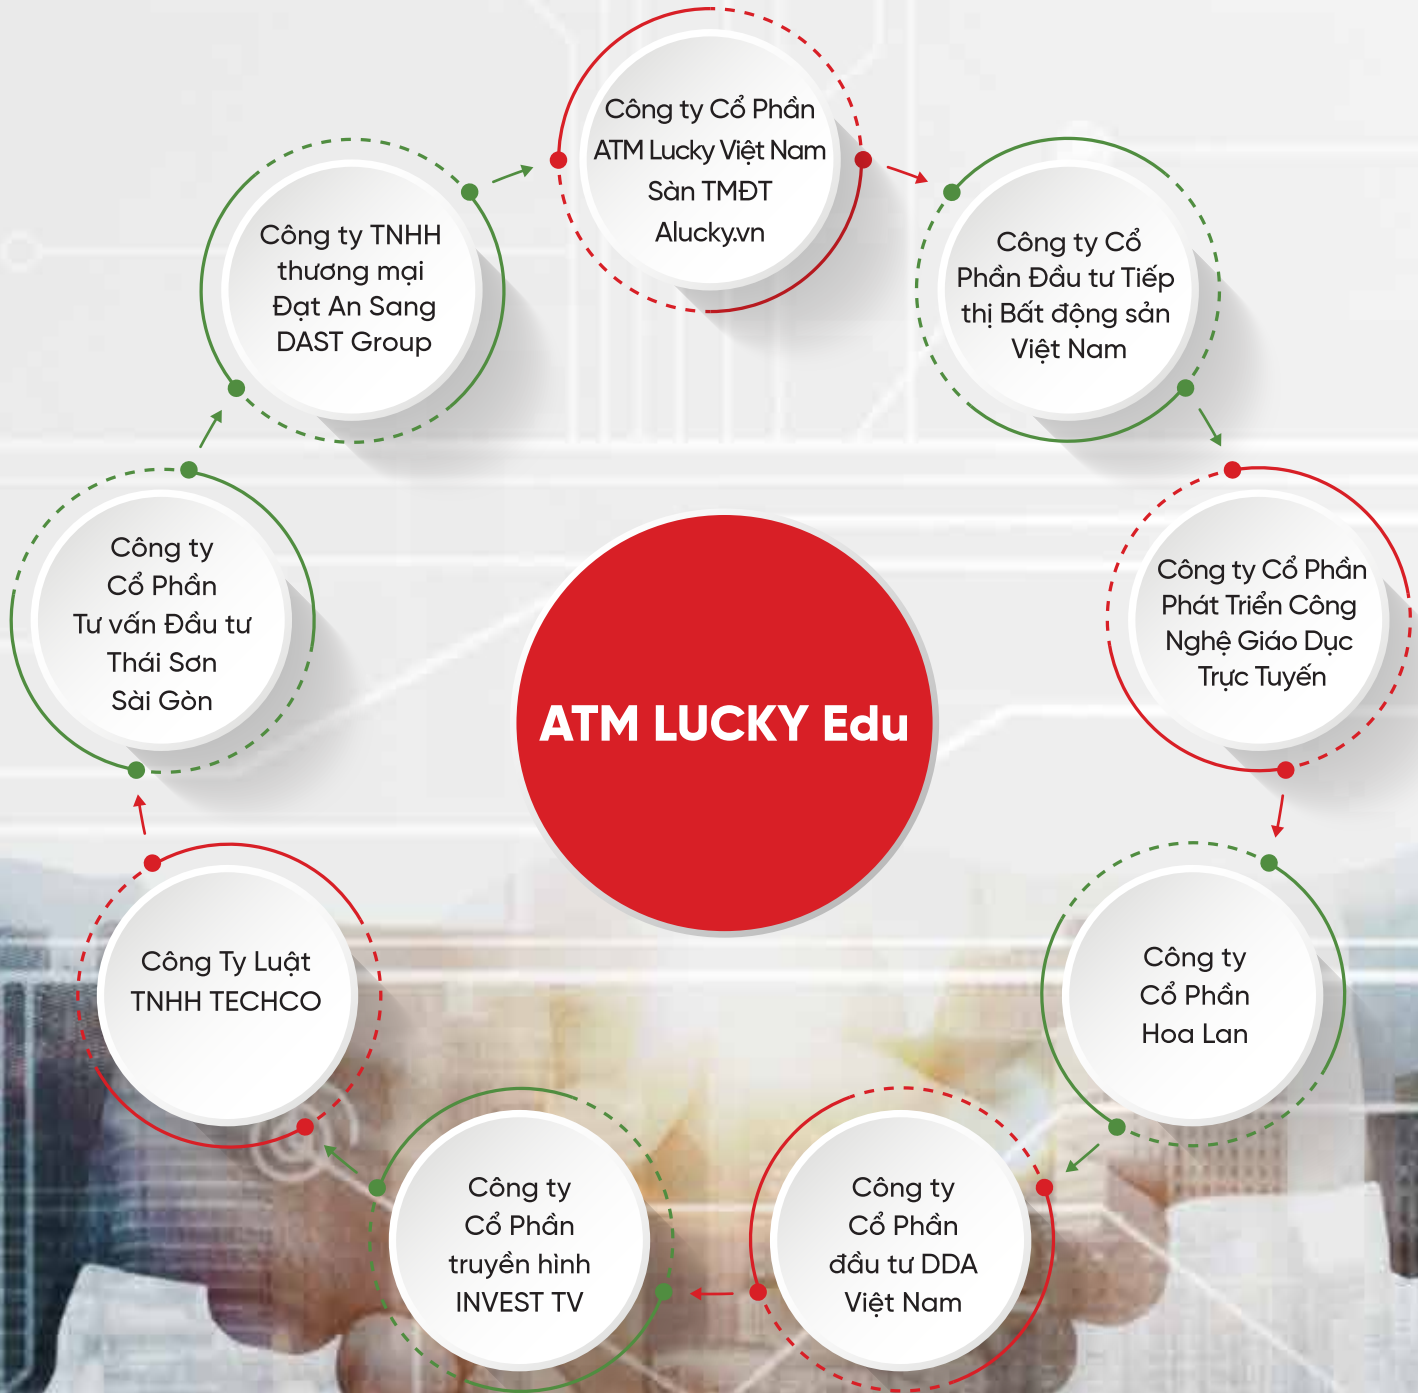 Công ty Cổ Phần
ATM Lucky Việt Nam
Sàn TMĐT
Alucky.vn
Công ty Cổ
Phần Đầu tư Tiếp
thị Bất động sản
Việt Nam
Công ty Cổ Phần
Phát Triển Công
Nghệ Giáo Dục
Trực Tuyến
Công ty
Cổ Phần
Hoa Lan
Công ty
Cổ Phần
đầu tư DDA
Việt Nam
Công ty
Cổ Phần
truyền hình
INVEST TV
Công Ty Luật
TNHH TECHCO
Công ty
Cổ Phần
Tư vấn Đầu tư
Thái Sơn
Sài Gòn
Công ty TNHH
thương mại
Đạt An Sang
DAST Group
ATM LUCKY Edu